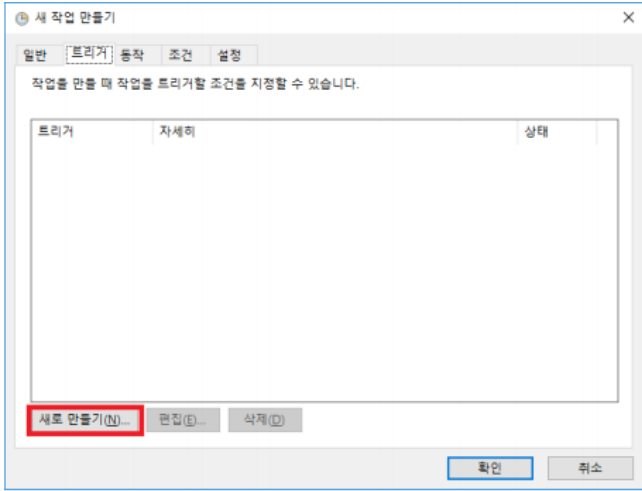 새 작업 만들기
일반 트리거 동작 조건 설정
작업을 만들 때 작업을 트리거할 조건을 지정할 수 있습니다.
트리거 자세히 상태
새로 만들기(N)... 편집(E)... 삭제(D)
확인 취소